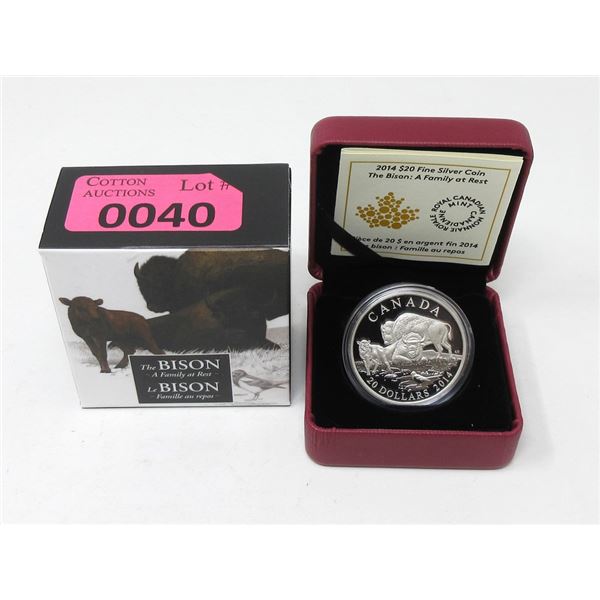 COTTON Lot #
AUCTIONS
0040
The BISON
– A Family at Rest –
Le BISON
– Famille au repos –
2014 $20 Fine Silver Coin
The Bison: A Family at Rest
ROYAL CANADIAN MINT
MONNAIE ROYALE CANADIENNE
de 20 $ en argent fin 2014
bison : Famille au repos
CANADA
20 DOLLARS 2014